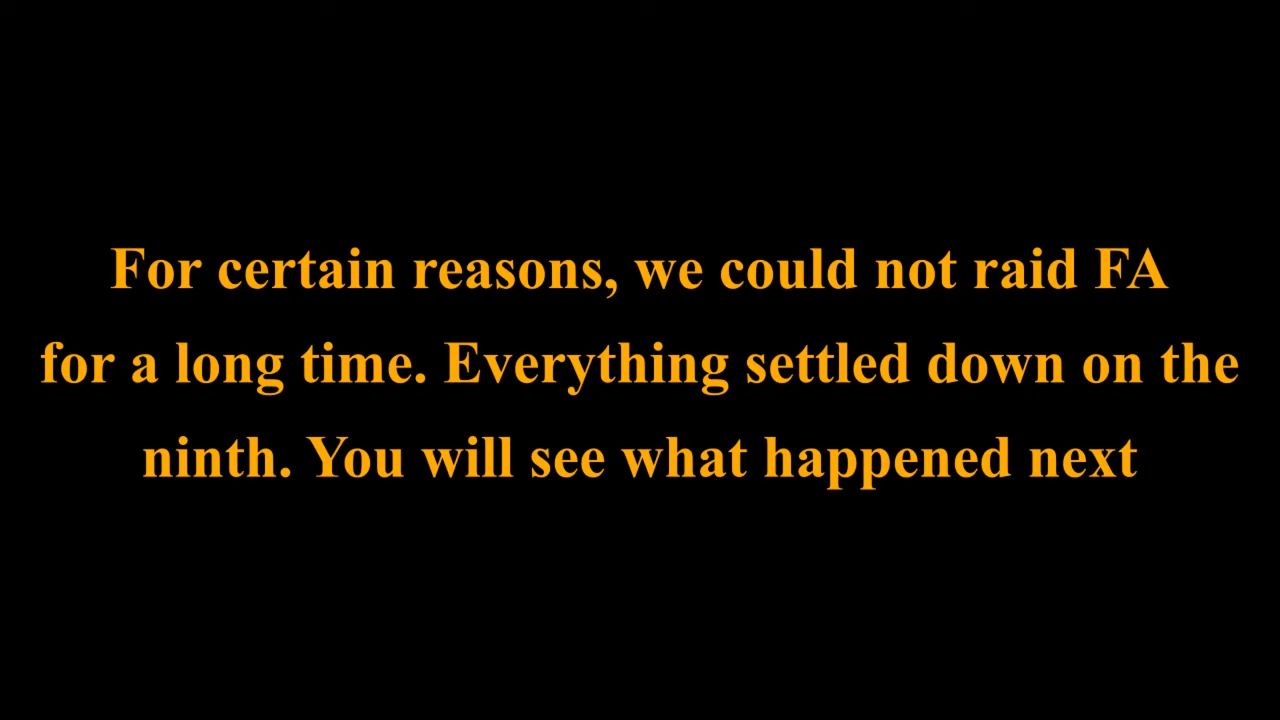 For certain reasons, we could not raid FA
for a long time. Everything settled down on the
ninth. You will see what happened next